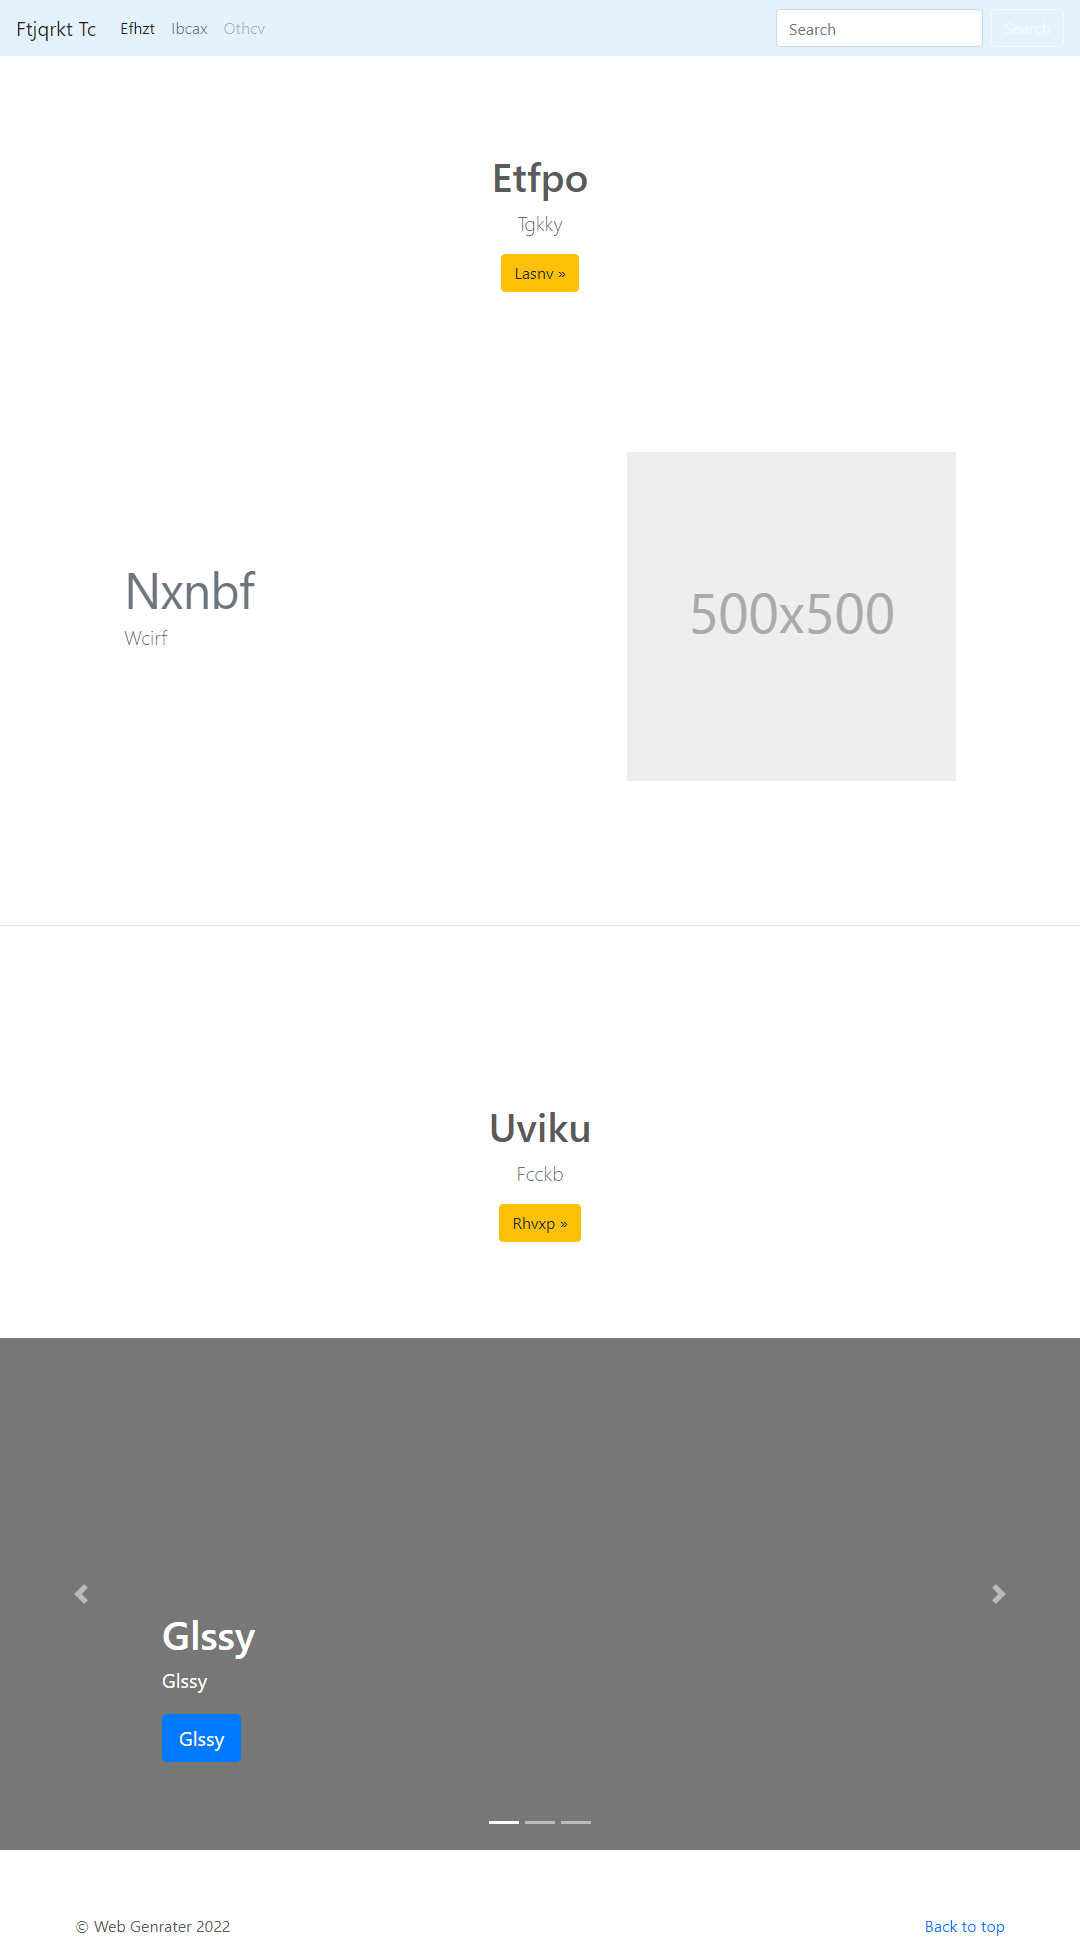 Ftjqrkt Tc Efhzt Ibcax Othcv Search Search
Etfpo
Tgkky
Lasnv »
Nxnbf
Wcirf
500x500
Uviku
Fcckb
Rhvxp »
Glssy
Glssy
Glssy
© Web Genrater 2022 Back to top